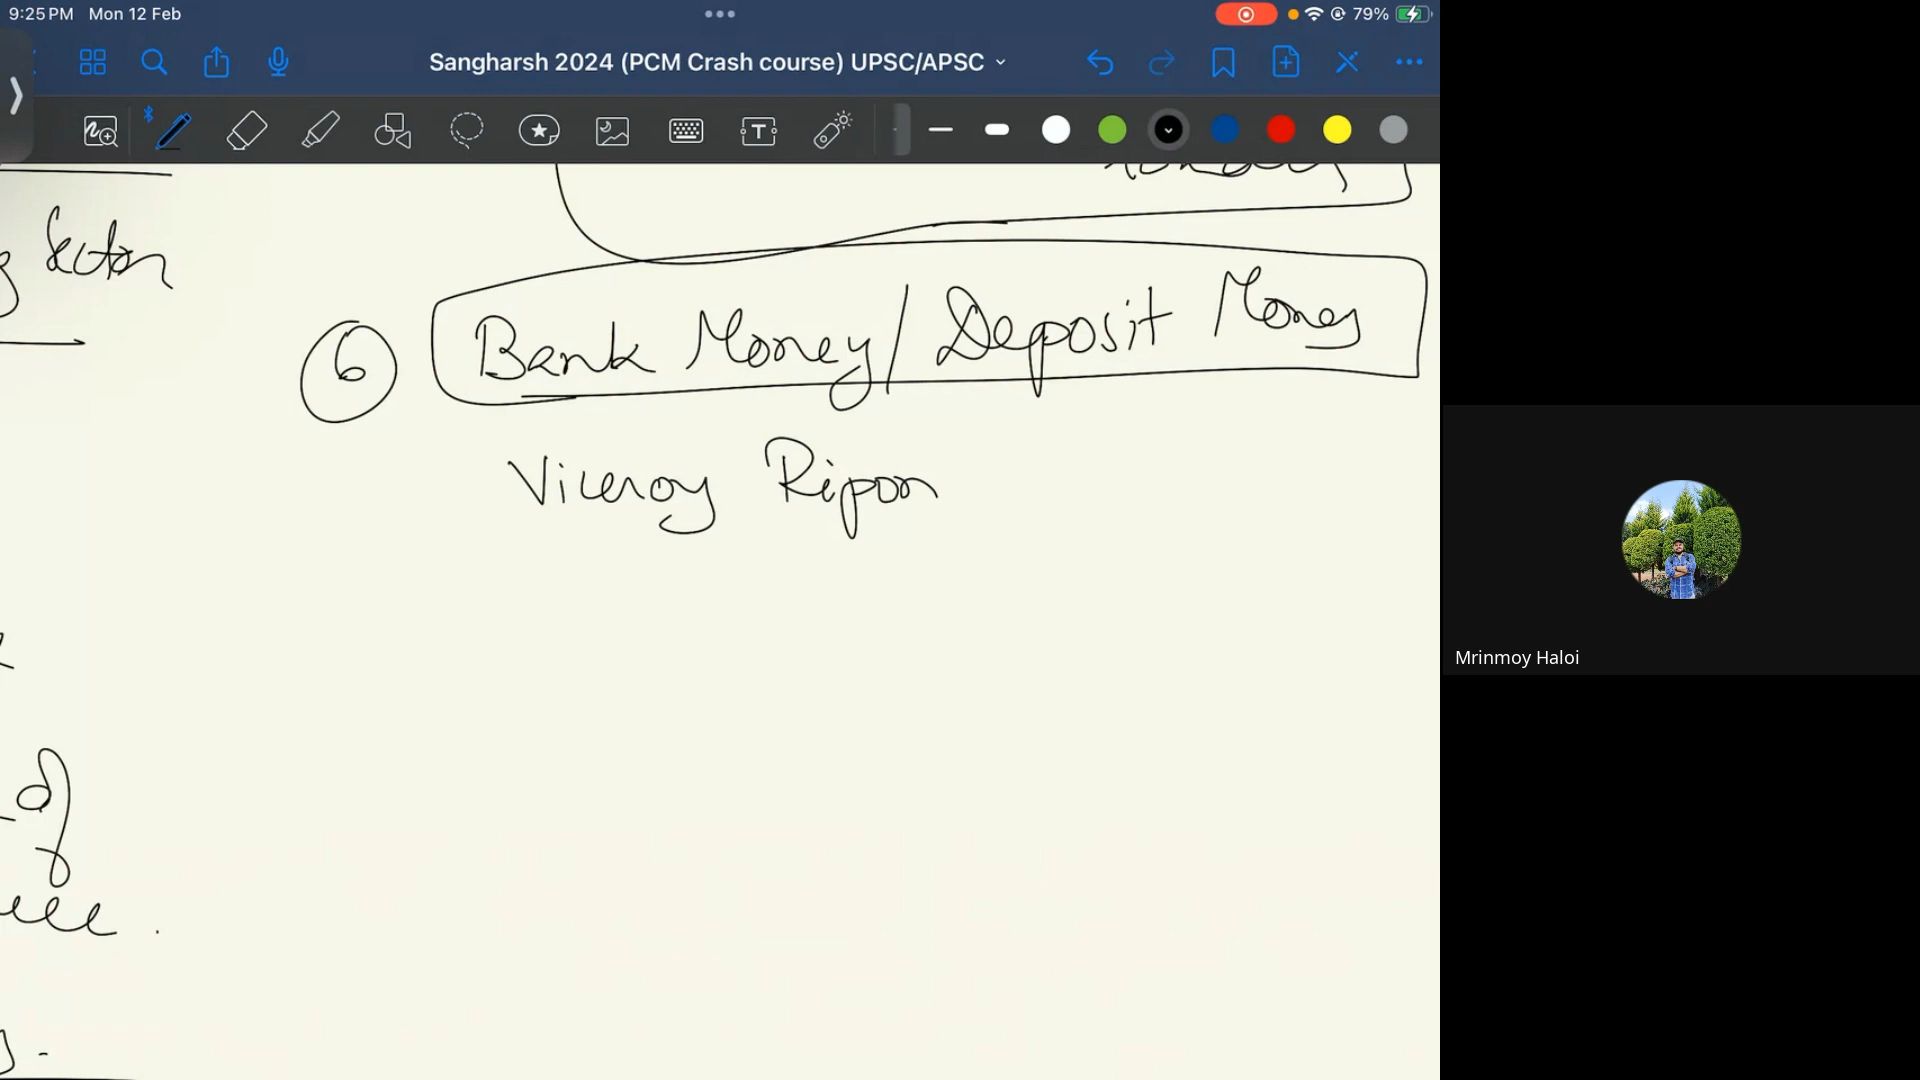 9:25 PM Mon 12 Feb 79%
Sangharsh 2024 (PCM Crash course) UPSC/APSC
T
Sector
6 Bank Money/Deposit Money
Viceroy Ripon
of
Mrinmoy Haloi